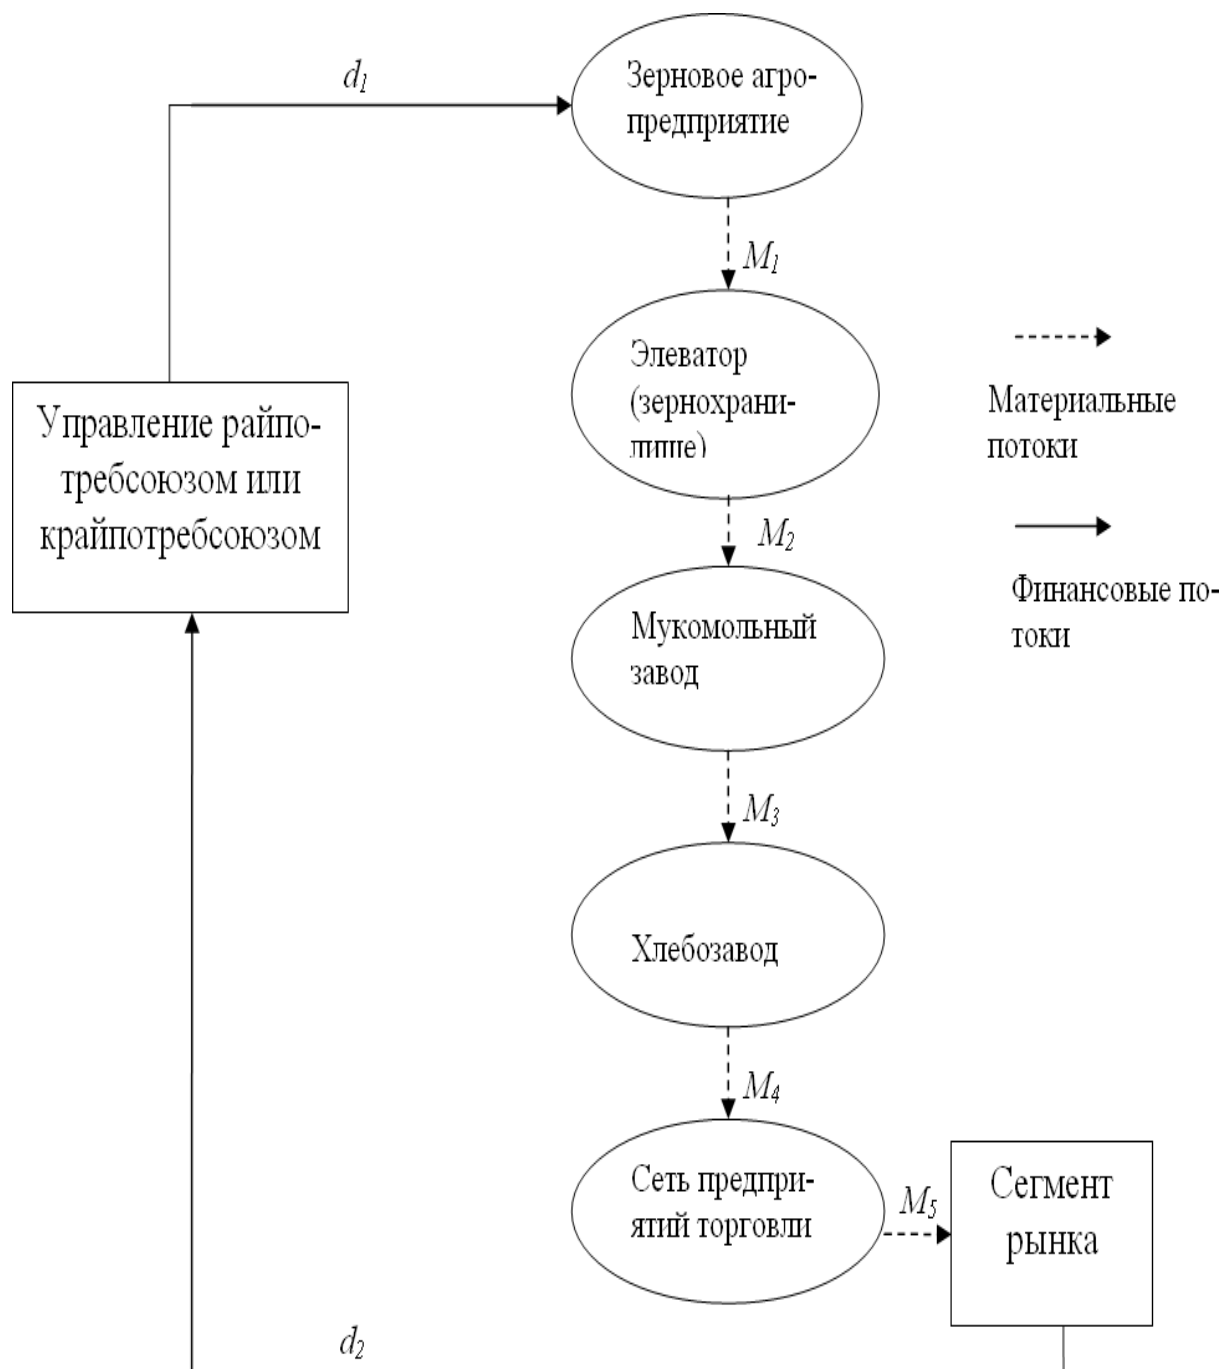 d1
Зерновое агро-
предприятие
M1
Элеватор
(зернохрани-
лище)
Материальные
потоки
Управление райпо-
требсоюзом или
крайпотребсоюзом
M2
Финансовые по-
токи
Мукомольный
завод
M3
Хлебозавод
M4
Сеть предпри-
ятий торговли
M5
Сегмент
рынка
d2